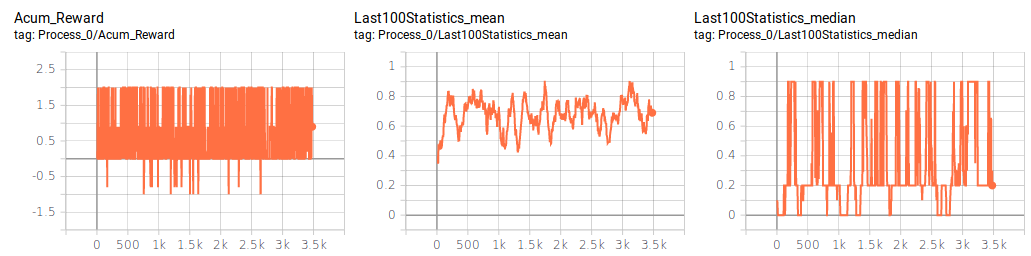 Acum_Reward
tag: Process_0/Acum_Reward
2.5
1.5
0.5
-0.5
-1.5
0 500 1k 1.5k 2k 2.5k 3k 3.5k
Last100Statistics_mean
tag: Process_0/Last100Statistics_mean
1
0.8
0.6
0.4
0.2
0
0 500 1k 1.5k 2k 2.5k 3k 3.5k
Last100Statistics_median
tag: Process_0/Last100Statistics_median
1
0.8
0.6
0.4
0.2
0
0 500 1k 1.5k 2k 2.5k 3k 3.5k